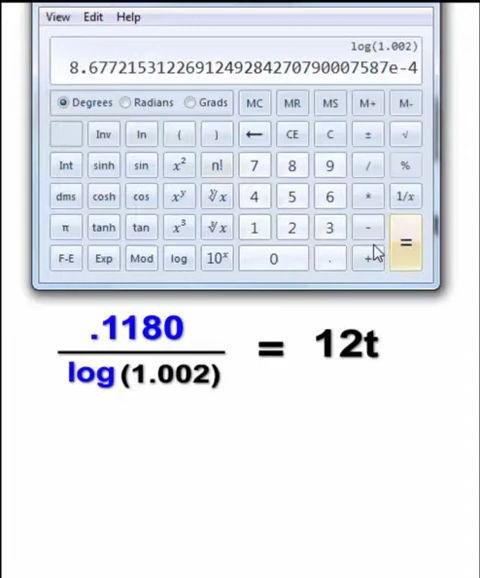 View Edit Help
log(1.002)
8.6772153122691249284270790007587e-4
Degrees Radians Grads MC MR MS M+ M-
Inv ln ( ) ← CE C ± √
Int sinh sin x² n! 7 8 9 / %
dms cosh cos xʸ ʸ√x 4 5 6 * 1/x
π tanh tan x³ ³√x 1 2 3 - =
F-E Exp Mod log 10ˣ 0 . +
.1180
= 12t
log (1.002)